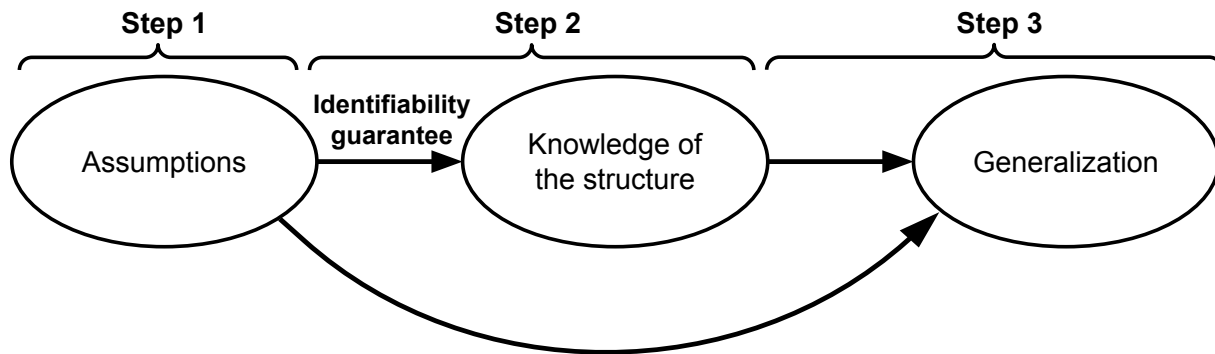 Step 1
Step 2
Step 3
Identifiability
guarantee
Assumptions
Knowledge of
the structure
Generalization